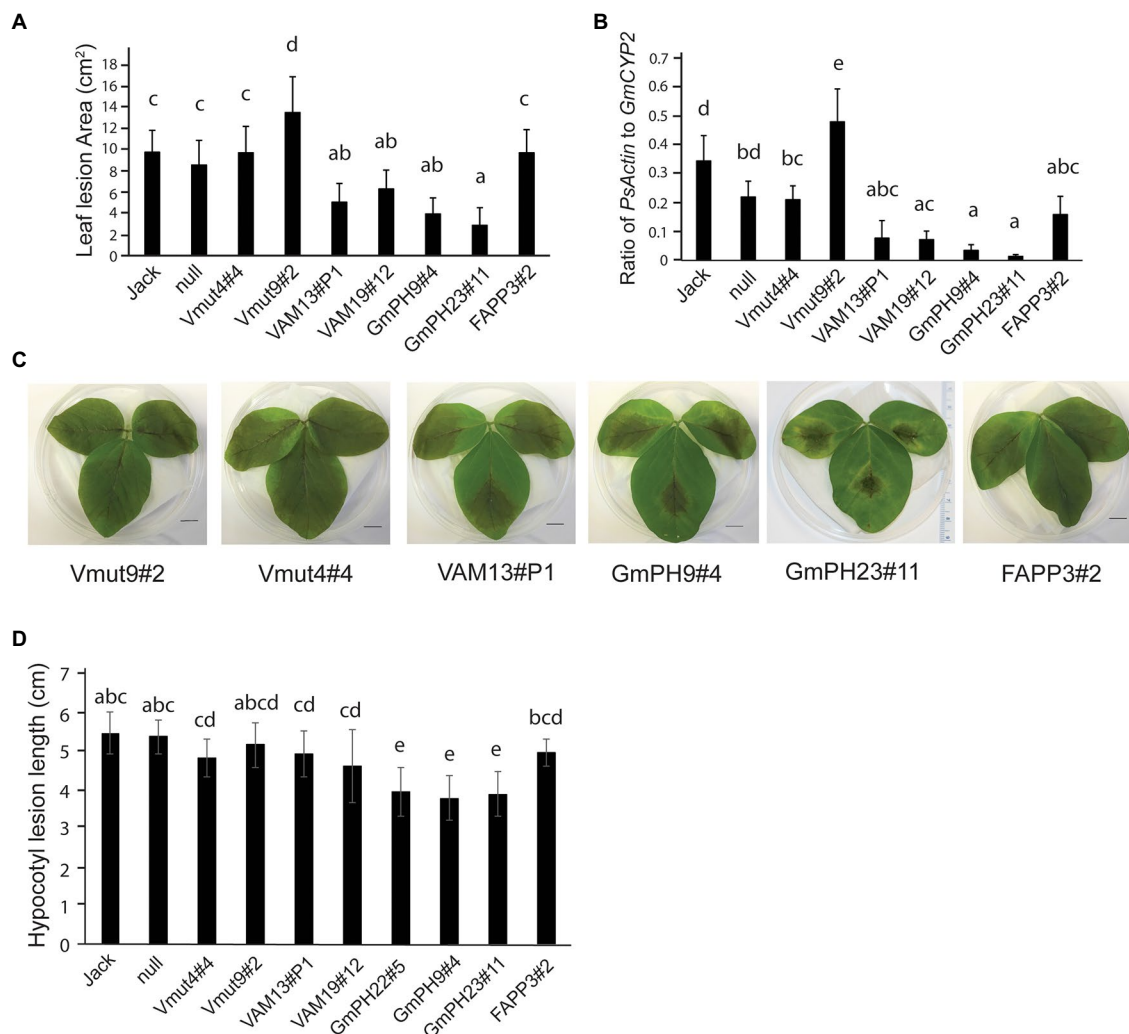 A
Leaf lesion Area (cm²)
18
16
14
12
10
8
6
4
2
0
c
c
c
d
ab
ab
ab
a
c
Jack
null
Vmut4#4
Vmut9#2
VAM13#P1
VAM19#12
GmPH9#4
GmPH23#11
FAPP3#2
B
Ratio of PsActin to GmCYP2
0.7
0.6
0.5
0.4
0.3
0.2
0.1
0
d
bd
bc
e
abc
ac
a
a
abc
Jack
null
Vmut4#4
Vmut9#2
VAM13#P1
VAM19#12
GmPH9#4
GmPH23#11
FAPP3#2
C
Vmut9#2
Vmut4#4
VAM13#P1
GmPH9#4
GmPH23#11
FAPP3#2
D
Hypocotyl lesion length (cm)
7
6
5
4
3
2
1
0
abc
abc
cd
abcd
cd
cd
e
e
e
bcd
Jack
null
Vmut4#4
Vmut9#2
VAM13#P1
VAM19#12
GmPH22#5
GmPH9#4
GmPH23#11
FAPP3#2